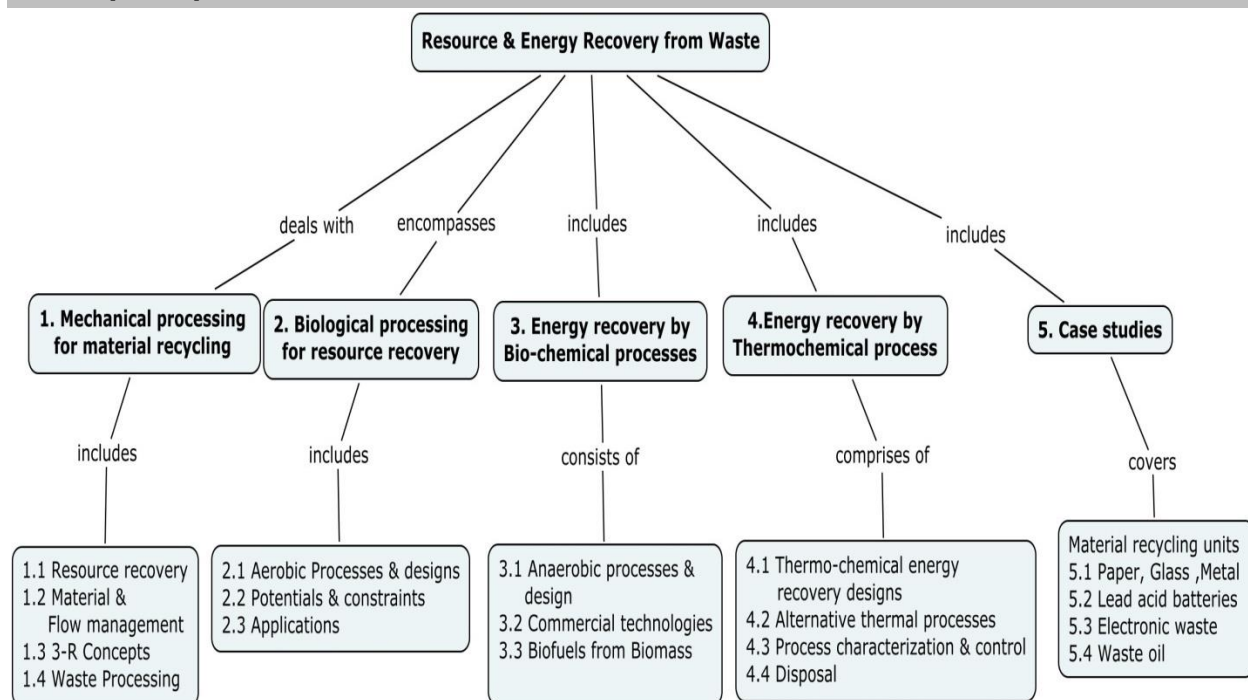 Resource & Energy Recovery from Waste
deals with
encompasses
includes
includes
includes
1. Mechanical processing
for material recycling
2. Biological processing
for resource recovery
3. Energy recovery by
Bio-chemical processes
4.Energy recovery by
Thermochemical process
5. Case studies
includes
includes
consists of
comprises of
covers
1.1 Resource recovery
1.2 Material &
Flow management
1.3 3-R Concepts
1.4 Waste Processing
2.1 Aerobic Processes & designs
2.2 Potentials & constraints
2.3 Applications
3.1 Anaerobic processes &
design
3.2 Commercial technologies
3.3 Biofuels from Biomass
4.1 Thermo-chemical energy
recovery designs
4.2 Alternative thermal processes
4.3 Process characterization & control
4.4 Disposal
Material recycling units
5.1 Paper, Glass ,Metal
5.2 Lead acid batteries
5.3 Electronic waste
5.4 Waste oil